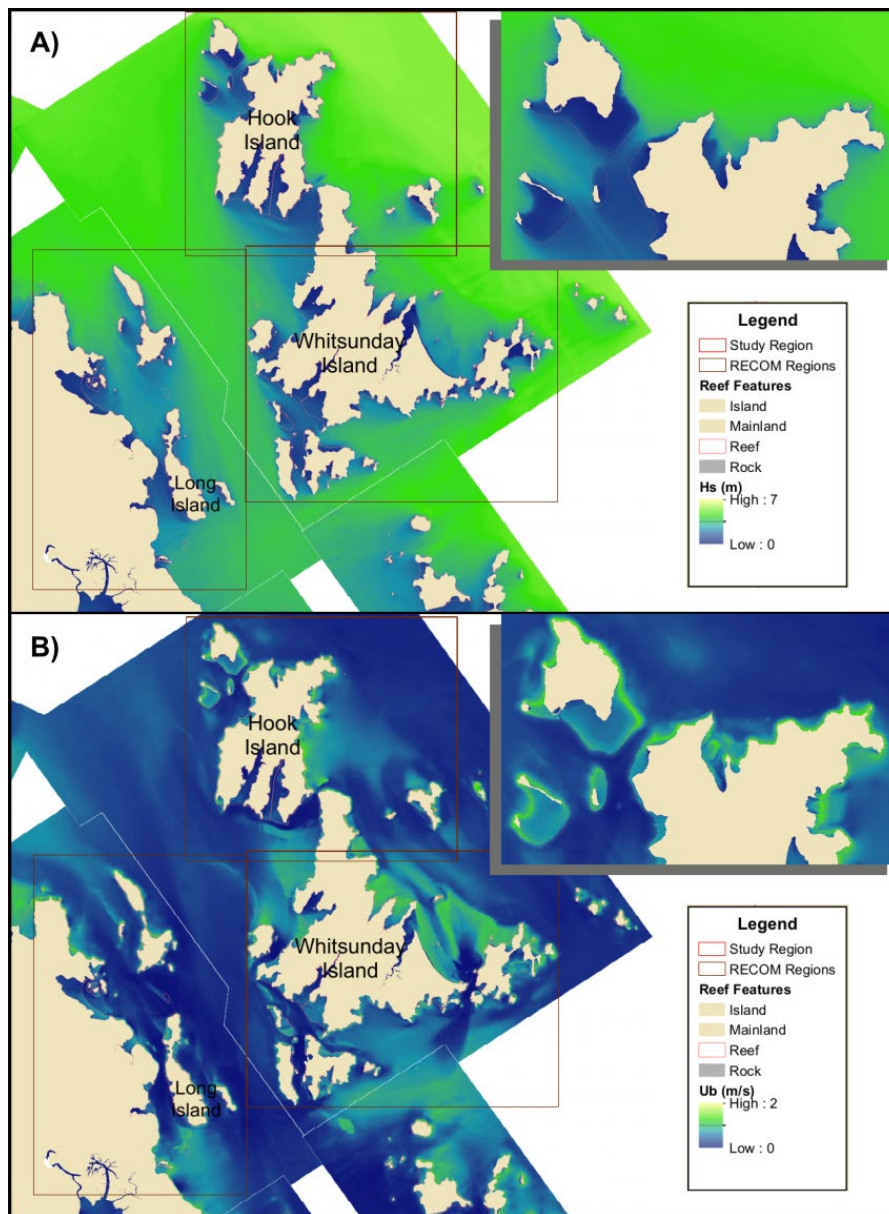 A)
Hook
Island
Whitsunday
Island
Long
Island
Legend
Study Region
RECOM Regions
Reef Features
Island
Mainland
Reef
Rock
Hs (m)
High : 7
Low : 0
B)
Hook
Island
Whitsunday
Island
Long
Island
Legend
Study Region
RECOM Regions
Reef Features
Island
Mainland
Reef
Rock
Ub (m/s)
High : 2
Low : 0